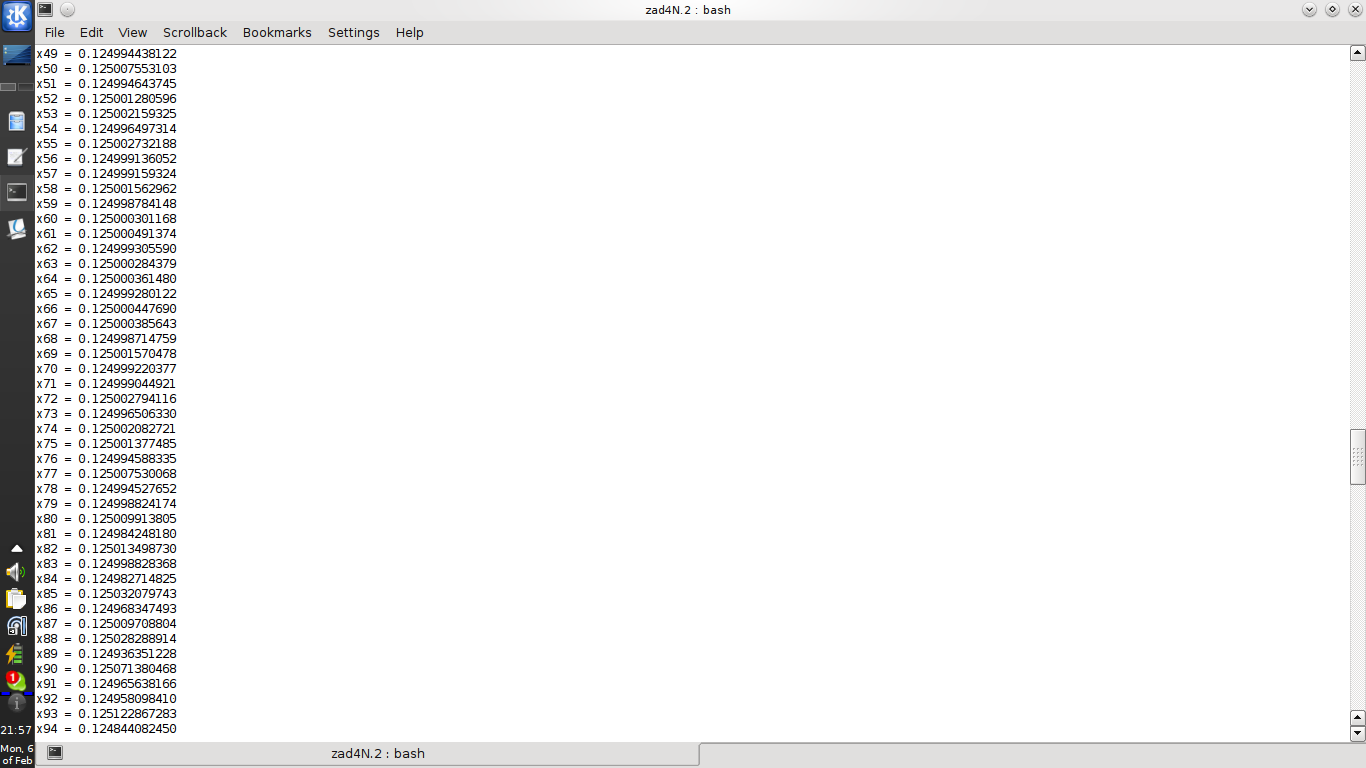 zad4N.2 : bash
File Edit View Scrollback Bookmarks Settings Help
x49 = 0.124994438122
x50 = 0.125007553103
x51 = 0.124994643745
x52 = 0.125001280596
x53 = 0.125002159325
x54 = 0.124996497314
x55 = 0.125002732188
x56 = 0.124999136052
x57 = 0.124999159324
x58 = 0.125001562962
x59 = 0.124998784148
x60 = 0.125000301168
x61 = 0.125000491374
x62 = 0.124999305590
x63 = 0.125000284379
x64 = 0.125000361480
x65 = 0.124999280122
x66 = 0.125000447690
x67 = 0.125000385643
x68 = 0.124998714759
x69 = 0.125001570478
x70 = 0.124999220377
x71 = 0.124999044921
x72 = 0.125002794116
x73 = 0.124996506330
x74 = 0.125002082721
x75 = 0.125001377485
x76 = 0.124994588335
x77 = 0.125007530068
x78 = 0.124994527652
x79 = 0.124998824174
x80 = 0.125009913805
x81 = 0.124984248180
x82 = 0.125013498730
x83 = 0.124998828368
x84 = 0.124982714825
x85 = 0.125032079743
x86 = 0.124968347493
x87 = 0.125009708804
x88 = 0.125028288914
x89 = 0.124936351228
x90 = 0.125071380468
x91 = 0.124965638166
x92 = 0.124958098410
x93 = 0.125122867283
x94 = 0.124844082450
zad4N.2 : bash
1
21:57
Mon, 6
of Feb